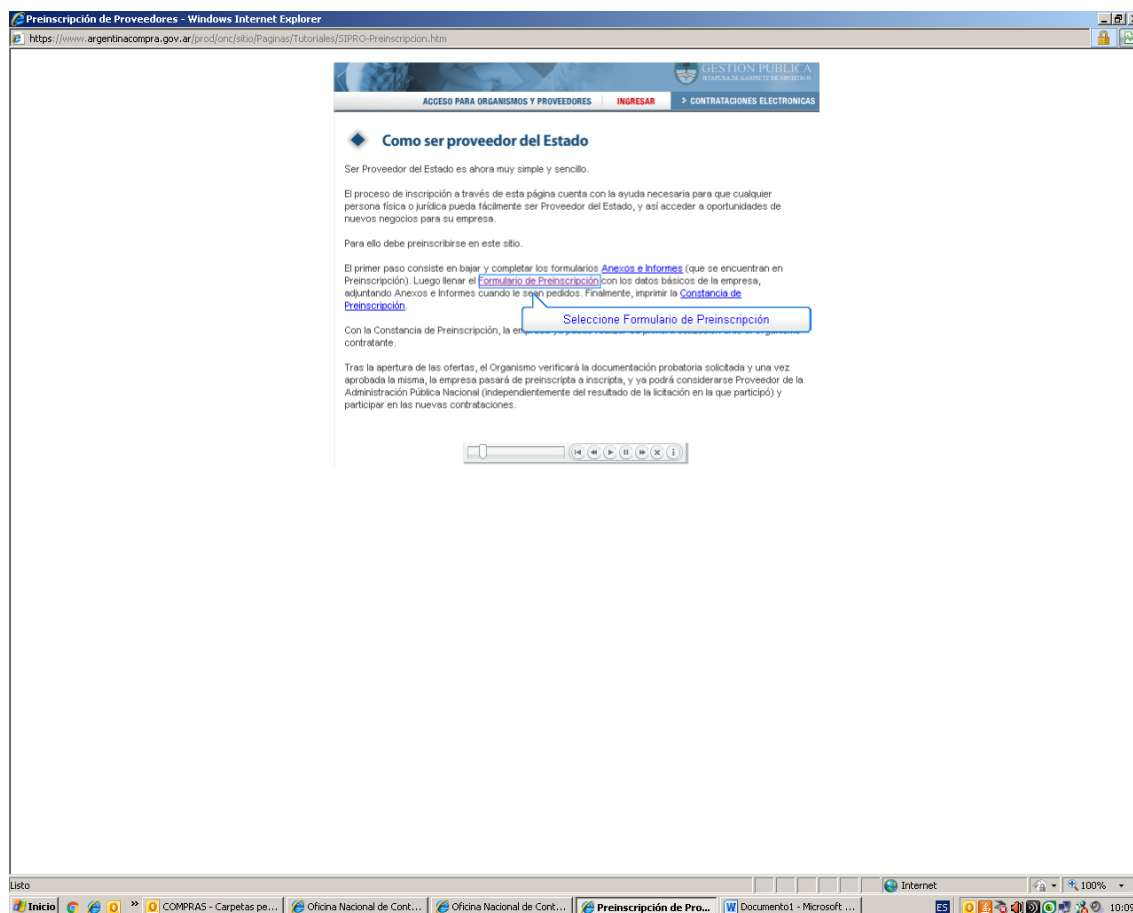 Preinscripción de Proveedores - Windows Internet Explorer
https://www.argentinacompra.gov.ar/prod/onc/sitio/Paginas/Tutoriales/SIPRO-Preinscripcion.htm
GESTION PUBLICA
JEFATURA DE GABINETE DE MINISTROS
ACCESO PARA ORGANISMOS Y PROVEEDORES INGRESAR > CONTRATACIONES ELECTRONICAS
Como ser proveedor del Estado
Ser Proveedor del Estado es ahora muy simple y sencillo.
El proceso de inscripción a través de esta página cuenta con la ayuda necesaria para que cualquier
persona física o jurídica pueda fácilmente ser Proveedor del Estado, y así acceder a oportunidades de
nuevos negocios para su empresa.
Para ello debe preinscribirse en este sitio.
El primer paso consiste en bajar y completar los formularios Anexos e Informes (que se encuentran en
Preinscripción). Luego llenar el Formulario de Preinscripción con los datos básicos de la empresa,
adjuntando Anexos e Informes cuando le sean pedidos. Finalmente, imprimir la Constancia de
Preinscripción.
Seleccione Formulario de Preinscripción
Con la Constancia de Preinscripción, la
contratante.
Tras la apertura de las ofertas, el Organismo verificará la documentación probatoria solicitada y una vez
aprobada la misma, la empresa pasará de preinscripta a inscripta, y ya podrá considerarse Proveedor de la
Administración Pública Nacional (independientemente del resultado de la licitación en la que participó) y
participar en las nuevas contrataciones.
Listo Internet 100%
Inicio » COMPRAS - Carpetas pe... Oficina Nacional de Cont... Oficina Nacional de Cont... Preinscripción de Pro... Documento1 - Microsoft ... ES 10:09